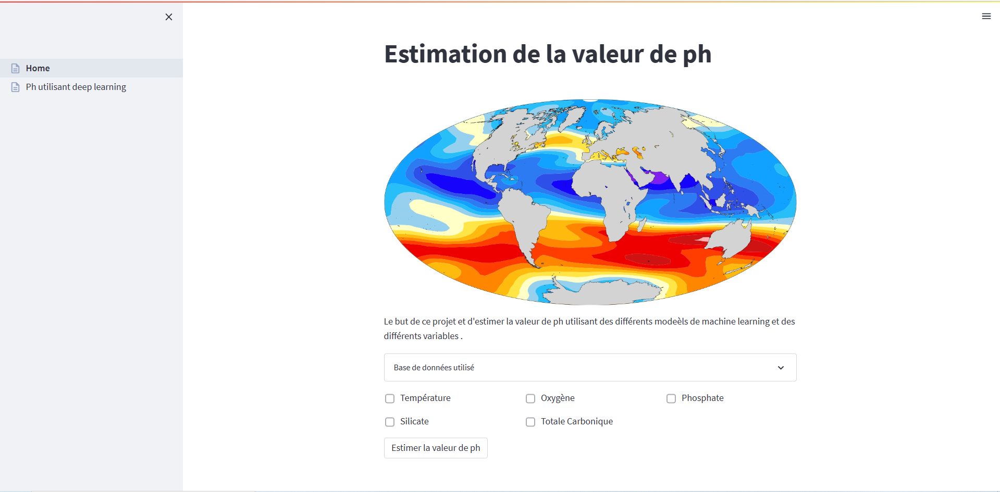 Home
Ph utilisant deep learning
Estimation de la valeur de ph
Le but de ce projet et d'estimer la valeur de ph utilisant des différents modeèls de machine learning et des
différents variables .
Base de données utilisé
Température
Oxygène
Phosphate
Silicate
Totale Carbonique
Estimer la valeur de ph